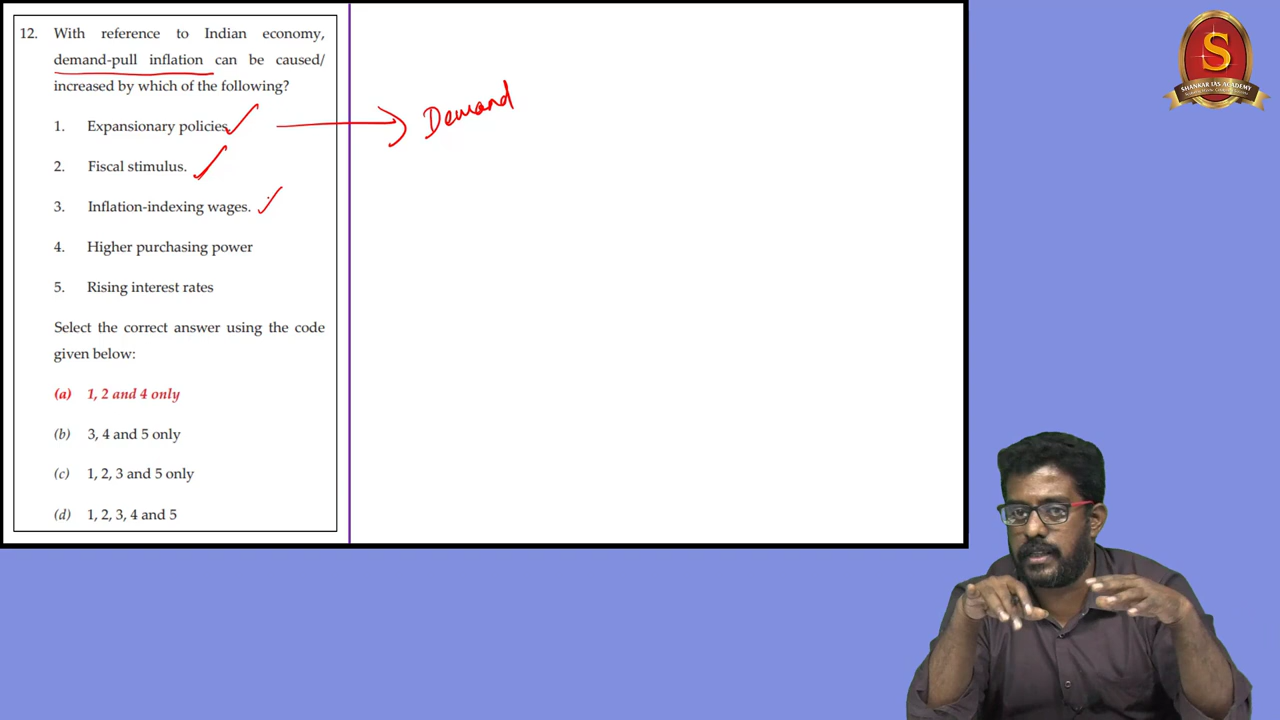 12. With reference to Indian economy,
demand-pull inflation can be caused/
increased by which of the following?
1. Expansionary policies
2. Fiscal stimulus.
3. Inflation-indexing wages.
4. Higher purchasing power
5. Rising interest rates
Select the correct answer using the code
given below:
(a) 1, 2 and 4 only
(b) 3, 4 and 5 only
(c) 1, 2, 3 and 5 only
(d) 1, 2, 3, 4 and 5
Demand
S
SHANKAR IAS ACADEMY